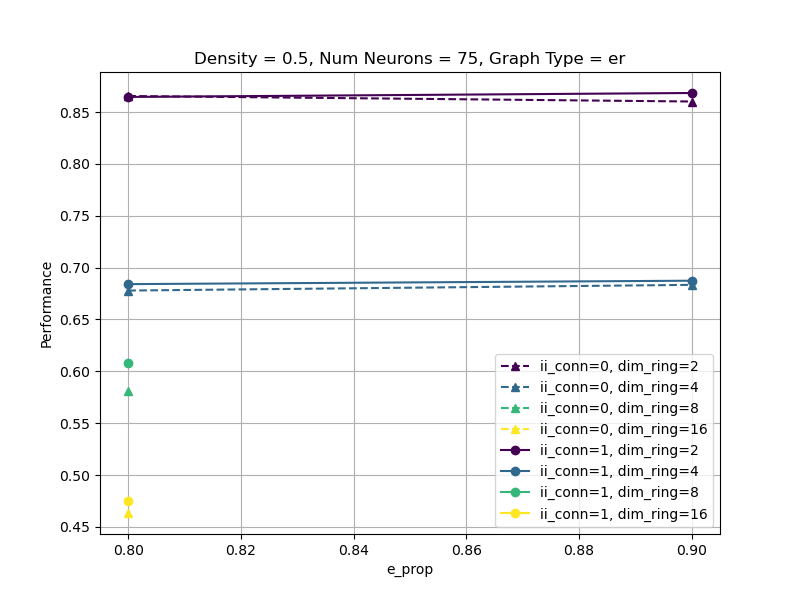 Density = 0.5, Num Neurons = 75, Graph Type = er
Performance
0.85
0.80
0.75
0.70
0.65
0.60
0.55
0.50
0.45
ii_conn=0, dim_ring=2
ii_conn=0, dim_ring=4
ii_conn=0, dim_ring=8
ii_conn=0, dim_ring=16
ii_conn=1, dim_ring=2
ii_conn=1, dim_ring=4
ii_conn=1, dim_ring=8
ii_conn=1, dim_ring=16
0.80 0.82 0.84 0.86 0.88 0.90
e_prop